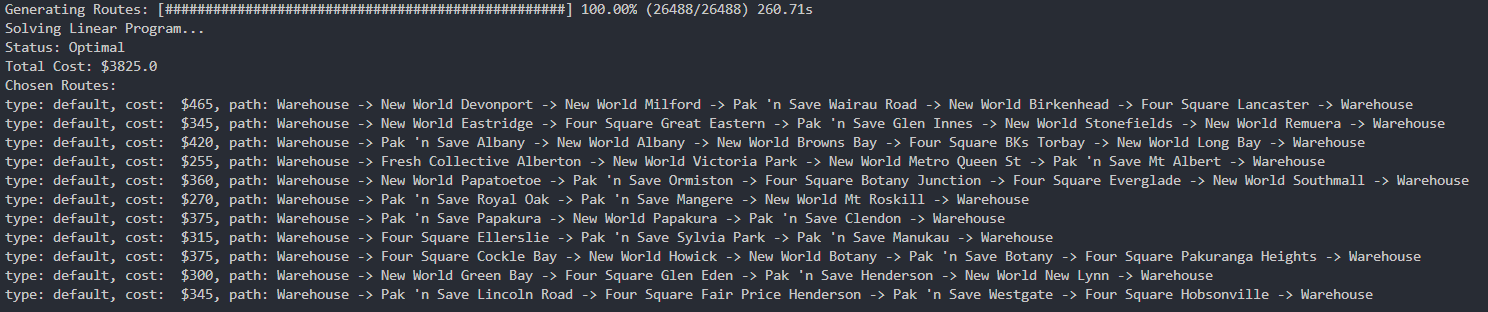 Generating Routes: [##################################################] 100.00% (26488/26488) 260.71s
Solving Linear Program...
Status: Optimal
Total Cost: $3825.0
Chosen Routes:
type: default, cost:  $465, path: Warehouse -> New World Devonport -> New World Milford -> Pak 'n Save Wairau Road -> New World Birkenhead -> Four Square Lancaster -> Warehouse
type: default, cost:  $345, path: Warehouse -> New World Eastridge -> Four Square Great Eastern -> Pak 'n Save Glen Innes -> New World Stonefields -> New World Remuera -> Warehouse
type: default, cost:  $420, path: Warehouse -> Pak 'n Save Albany -> New World Albany -> New World Browns Bay -> Four Square BKs Torbay -> New World Long Bay -> Warehouse
type: default, cost:  $255, path: Warehouse -> Fresh Collective Alberton -> New World Victoria Park -> New World Metro Queen St -> Pak 'n Save Mt Albert -> Warehouse
type: default, cost:  $360, path: Warehouse -> New World Papatoetoe -> Pak 'n Save Ormiston -> Four Square Botany Junction -> Four Square Everglade -> New World Southmall -> Warehouse
type: default, cost:  $270, path: Warehouse -> Pak 'n Save Royal Oak -> Pak 'n Save Mangere -> New World Mt Roskill -> Warehouse
type: default, cost:  $375, path: Warehouse -> Pak 'n Save Papakura -> New World Papakura -> Pak 'n Save Clendon -> Warehouse
type: default, cost:  $315, path: Warehouse -> Four Square Ellerslie -> Pak 'n Save Sylvia Park -> Pak 'n Save Manukau -> Warehouse
type: default, cost:  $375, path: Warehouse -> Four Square Cockle Bay -> New World Howick -> New World Botany -> Pak 'n Save Botany -> Four Square Pakuranga Heights -> Warehouse
type: default, cost:  $300, path: Warehouse -> New World Green Bay -> Four Square Glen Eden -> Pak 'n Save Henderson -> New World New Lynn -> Warehouse
type: default, cost:  $345, path: Warehouse -> Pak 'n Save Lincoln Road -> Four Square Fair Price Henderson -> Pak 'n Save Westgate -> Four Square Hobsonville -> Warehouse